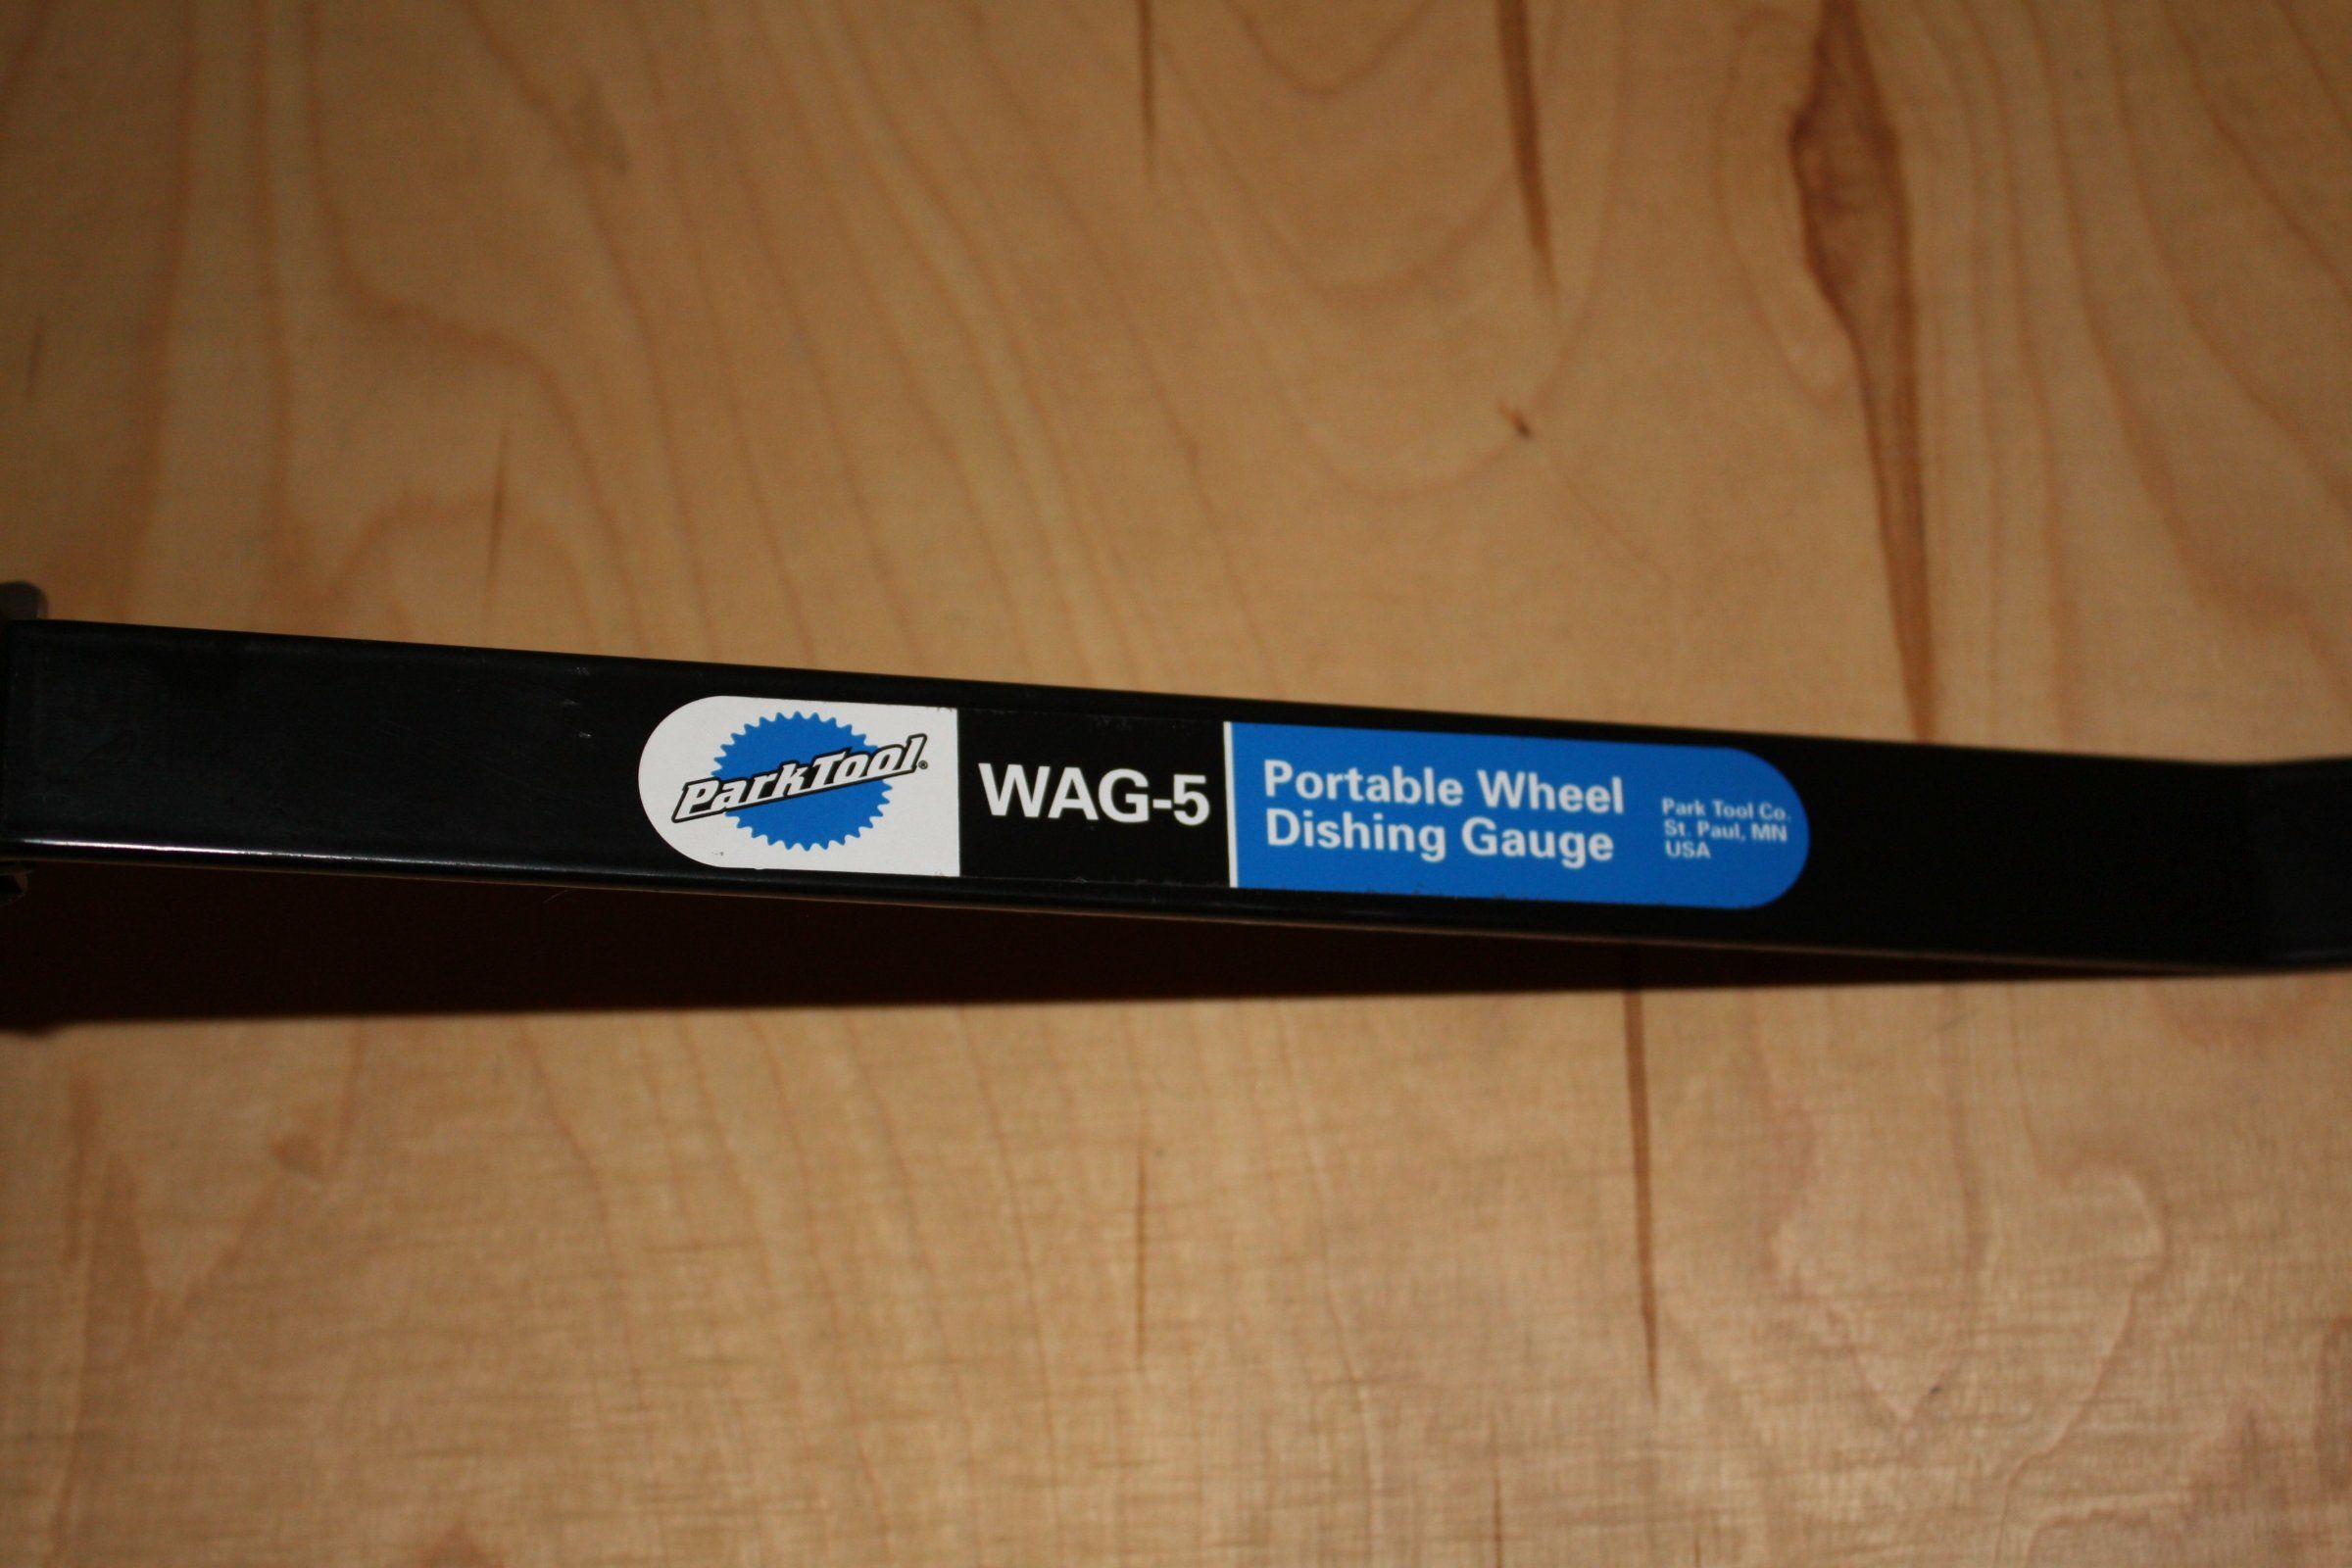 ParkTool®
WAG-5
Portable Wheel
Dishing Gauge
Park Tool Co.
St. Paul, MN
USA